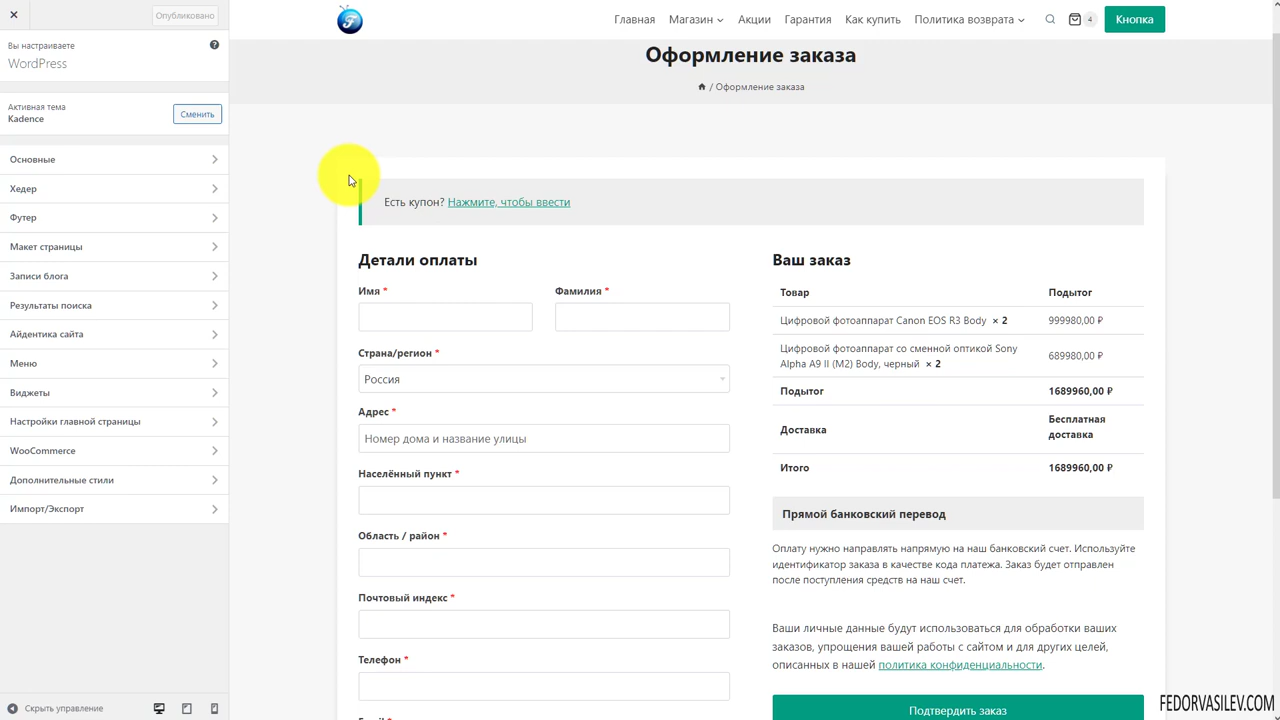 Опубликовано
Вы настраиваете
WordPress
Активная тема
Kadence
Сменить
Основные
Хедер
Футер
Макет страницы
Записи блога
Результаты поиска
Айдентика сайта
Меню
Виджеты
Настройки главной страницы
WooCommerce
Дополнительные стили
Импорт/Экспорт
Скрыть управление
Главная Магазин Акции Гарантия Как купить Политика возврата 4 Кнопка
Оформление заказа
/ Оформление заказа
Есть купон? Нажмите, чтобы ввести
Детали оплаты
Имя * Фамилия *
Страна/регион *
Россия
Адрес *
Номер дома и название улицы
Населённый пункт *
Область / район *
Почтовый индекс *
Телефон *
Ваш заказ
Товар Подытог
Цифровой фотоаппарат Canon EOS R3 Body × 2 999980,00 ₽
Цифровой фотоаппарат со сменной оптикой Sony
Alpha A9 II (M2) Body, черный × 2 689980,00 ₽
Подытог 1689960,00 ₽
Доставка Бесплатная
доставка
Итого 1689960,00 ₽
Прямой банковский перевод
Оплату нужно направлять напрямую на наш банковский счет. Используйте
идентификатор заказа в качестве кода платежа. Заказ будет отправлен
после поступления средств на наш счет.
Ваши личные данные будут использоваться для обработки ваших
заказов, упрощения вашей работы с сайтом и для других целей,
описанных в нашей политика конфиденциальности.
Подтвердить заказ
FEDORVASILEV.COM